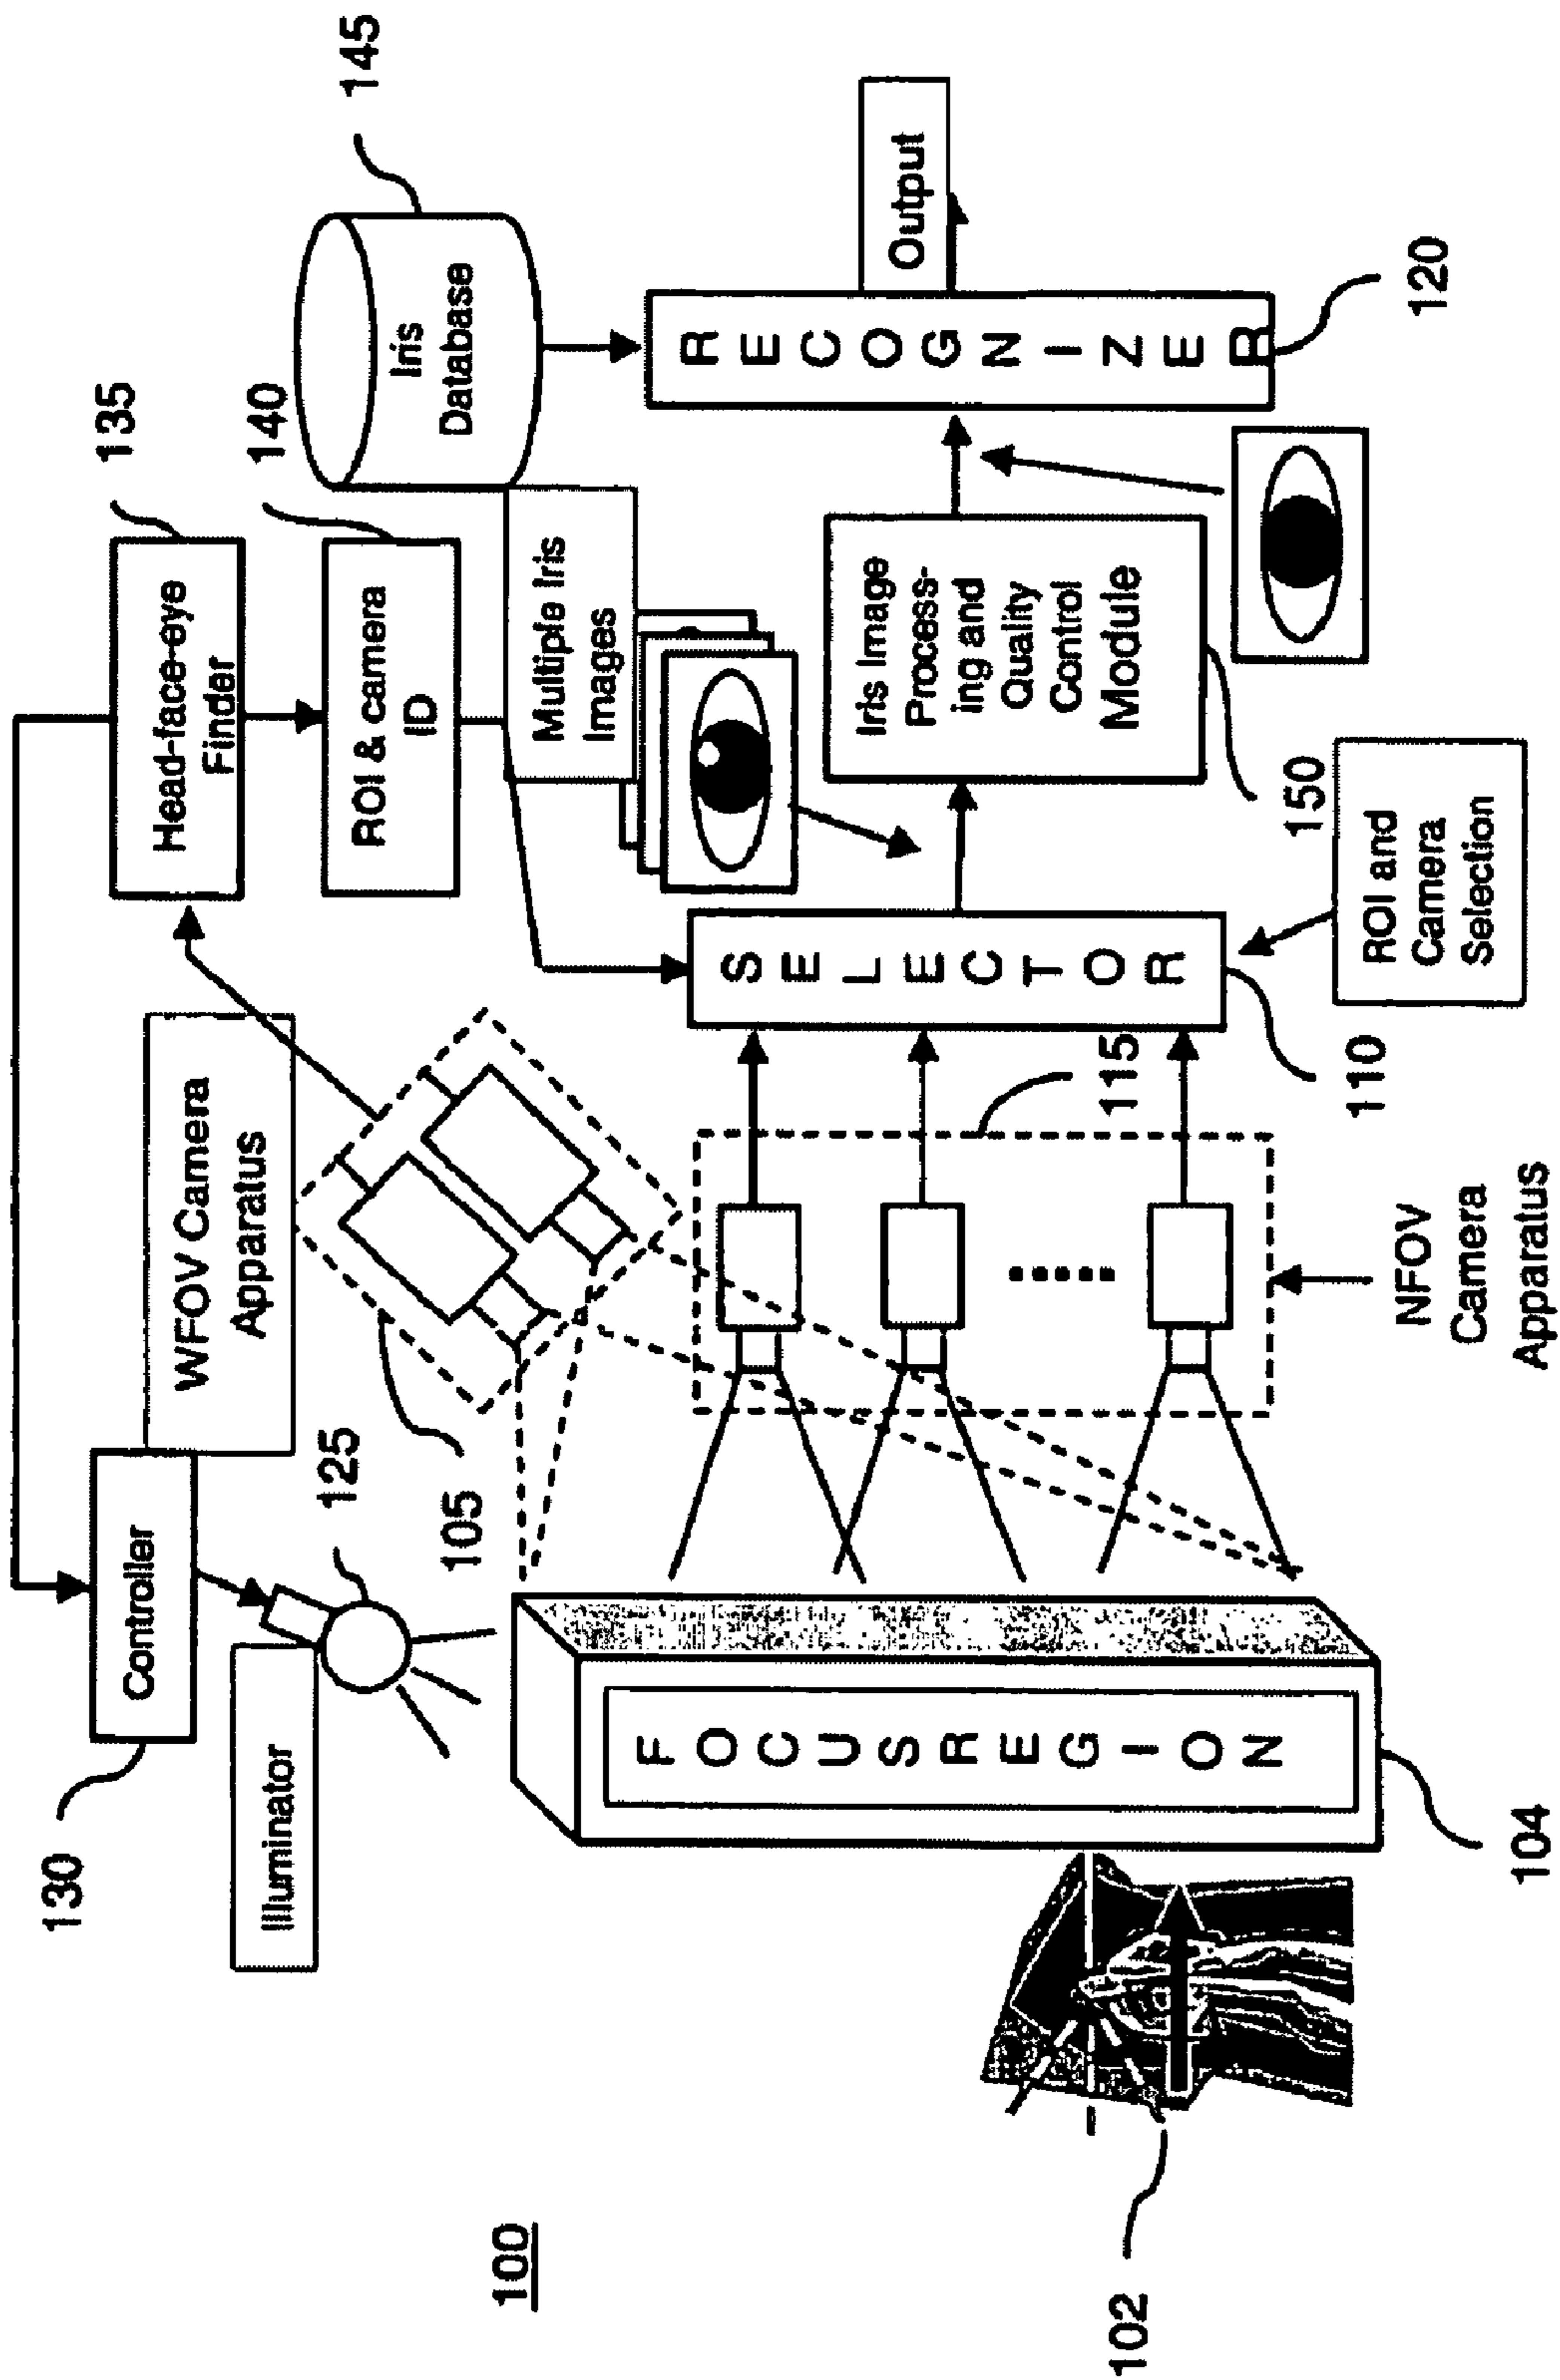 100
102
130
Controller
Illuminator
125
WFOV Camera
Apparatus
105
135
Head-face-eye
Finder
140
ROI & camera
ID
145
Iris
Database
Multiple Iris
Images
FOCUSREGION
104
115
NFOV
Camera
Apparatus
SELECTOR
110
ROI and
Camera
Selection
Iris Image
Process-
ing and
Quality
Control
Module
150
RECOGNIZER
120
Output